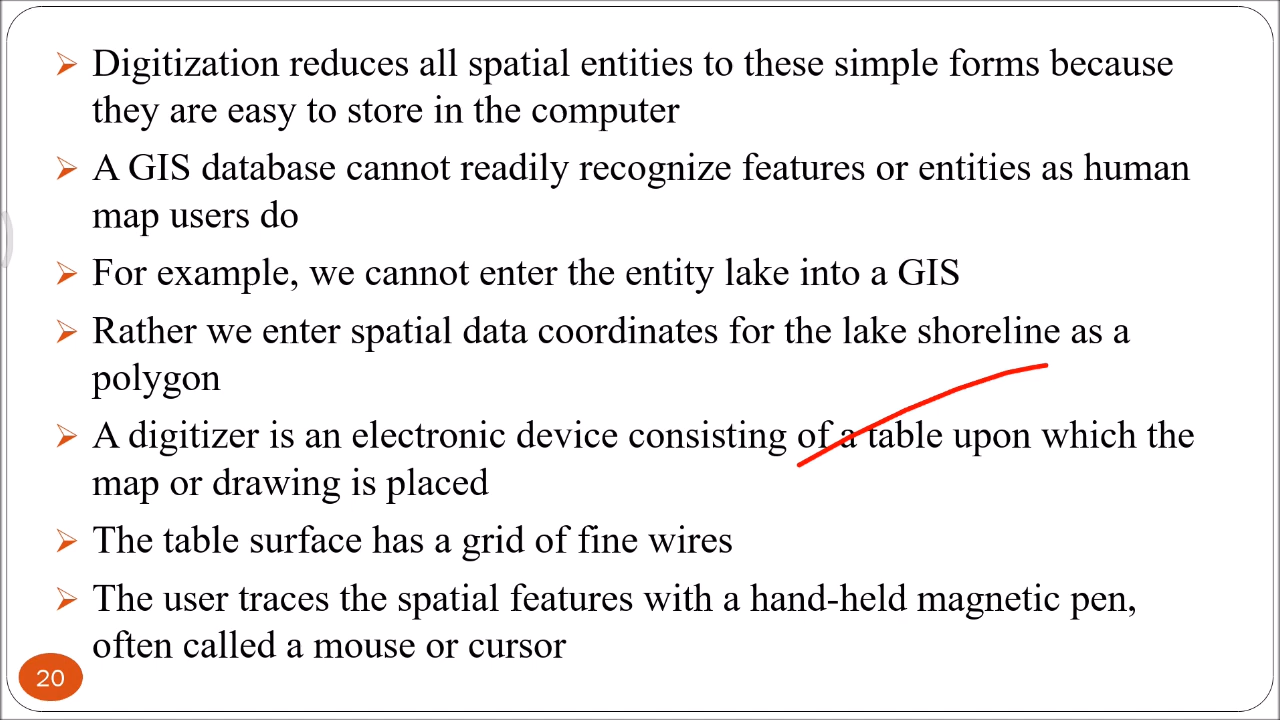 Digitization reduces all spatial entities to these simple forms because
they are easy to store in the computer
A GIS database cannot readily recognize features or entities as human
map users do
For example, we cannot enter the entity lake into a GIS
Rather we enter spatial data coordinates for the lake shoreline as a
polygon
A digitizer is an electronic device consisting of a table upon which the
map or drawing is placed
The table surface has a grid of fine wires
The user traces the spatial features with a hand-held magnetic pen,
often called a mouse or cursor
20